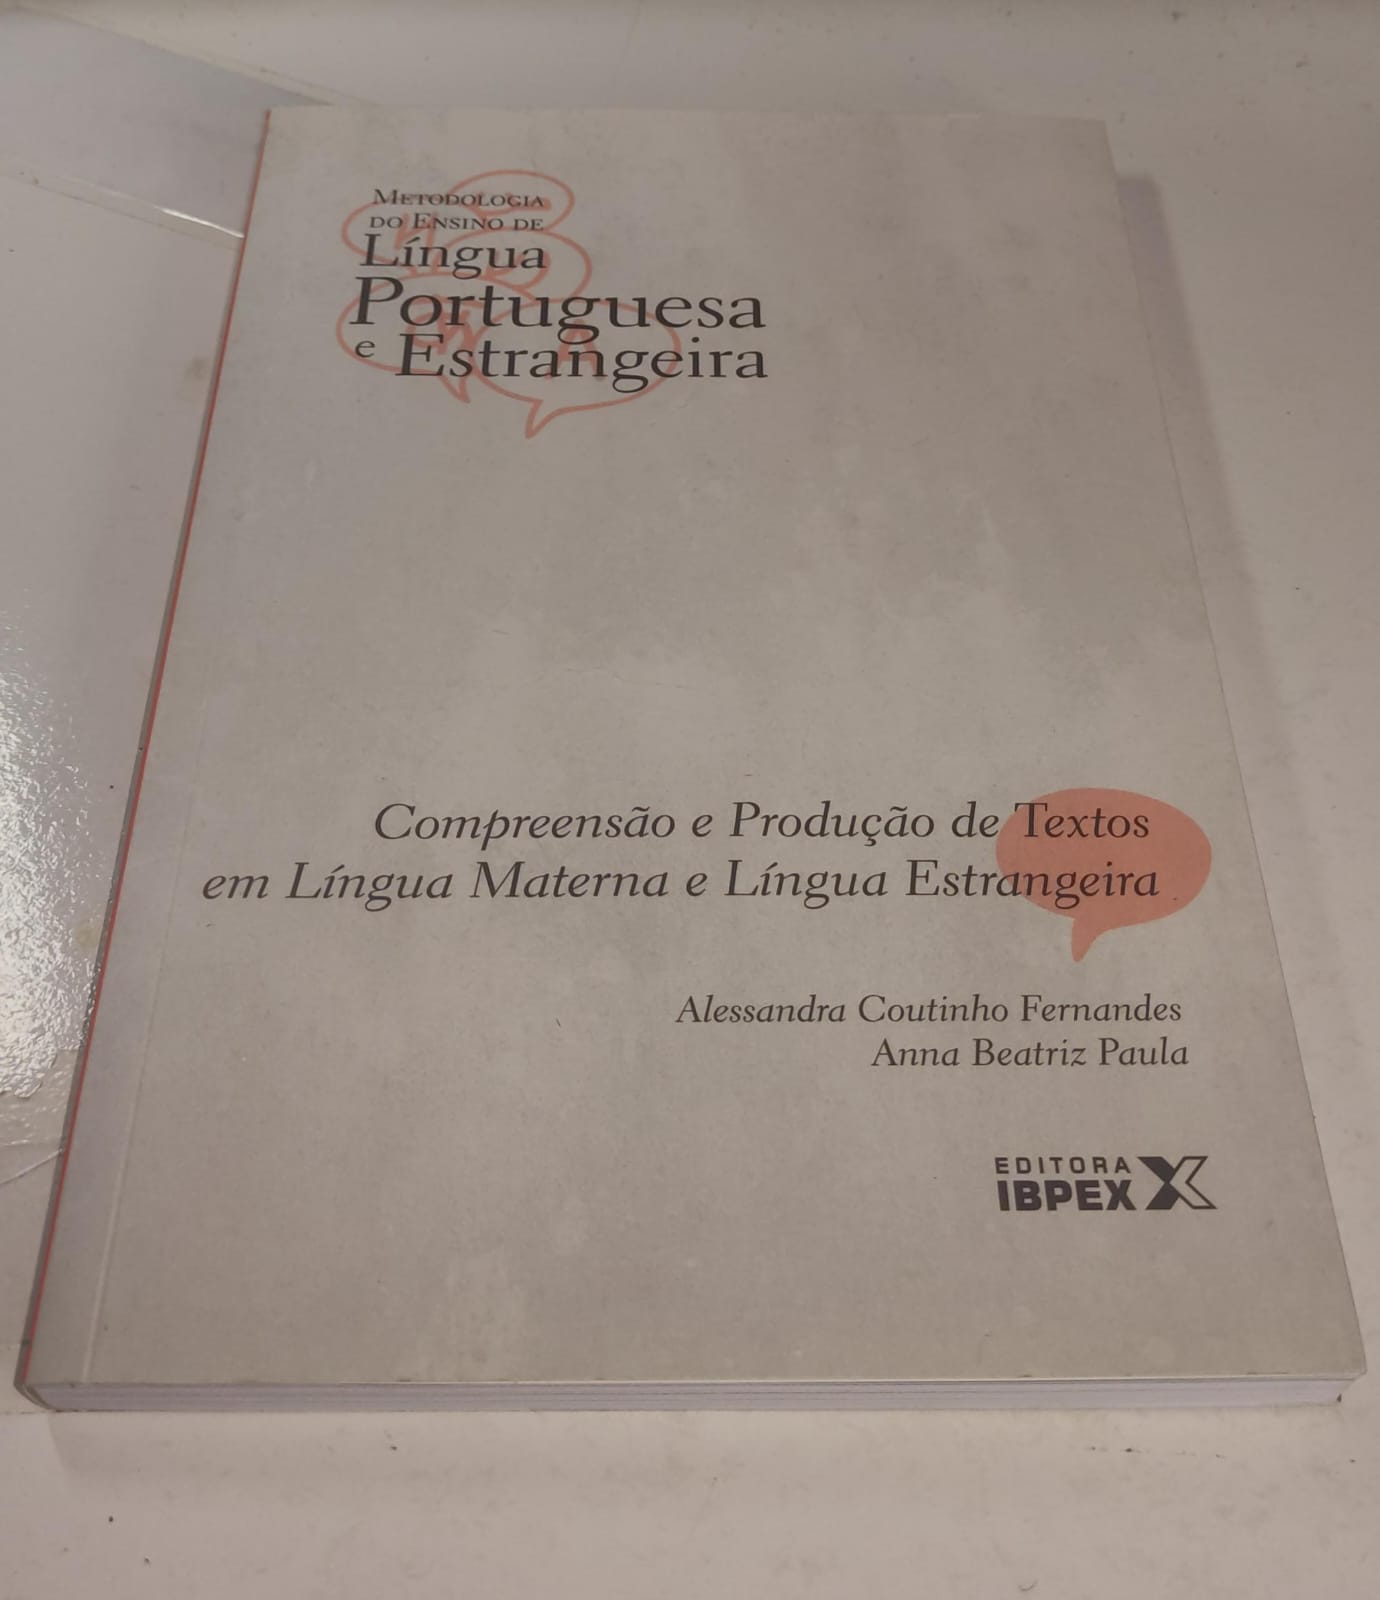 METODOLOGIA
DO ENSINO DE
Língua
Portuguesa
e Estrangeira
Compreensão e Produção de Textos
em Língua Materna e Língua Estrangeira
Alessandra Coutinho Fernandes
Anna Beatriz Paula
EDITORA
IBPEX